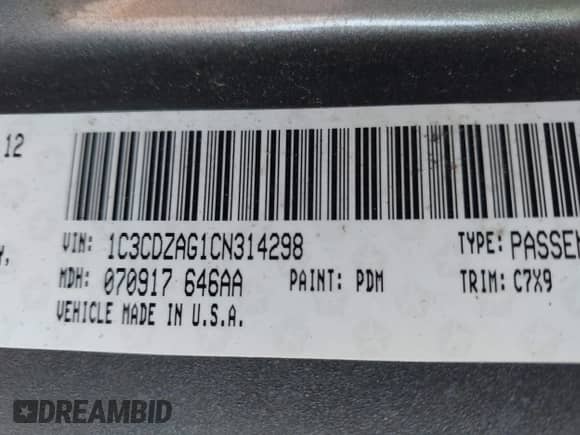 12
VIN: 1C3CDZAG1CN314298
TYPE: PASSEN
Y,
MDH: 070917 646AA PAINT: PDM TRIM: C7X9
VEHICLE MADE IN U.S.A.
DREAMBID